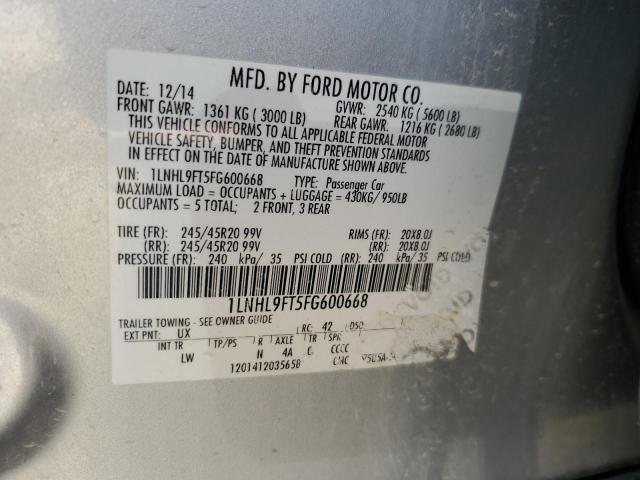 MFD. BY FORD MOTOR CO.
DATE: 12/14
GVWR: 2540 KG ( 5600 LB)
FRONT GAWR: 1361 KG ( 3000 LB)
REAR GAWR: 1216 KG ( 2680 LB)
THIS VEHICLE CONFORMS TO ALL APPLICABLE FEDERAL MOTOR
VEHICLE SAFETY, BUMPER, AND THEFT PREVENTION STANDARDS
IN EFFECT ON THE DATE OF MANUFACTURE SHOWN ABOVE.
VIN: 1LNHL9FT5FG600668 TYPE: Passenger Car
MAXIMUM LOAD = OCCUPANTS + LUGGAGE = 430KG/ 950LB
OCCUPANTS = 5 TOTAL; 2 FRONT, 3 REAR
TIRE (FR): 245/45R20 99V RIMS (FR): 20X8.0J
(RR): 245/45R20 99V (RR): 20X8.0J
PRESSURE (FR): 240 kPa/ 35 PSI COLD (RR): 240 kPa/ 35 PSI COLD
1LNHL9FT5FG600668
TRAILER TOWING - SEE OWNER GUIDE
EXT PNT: UX RC: 42 DSO:
INT TR TP/PS R AXLE TR SPR
LW N 4A C CCCC
120141203565B